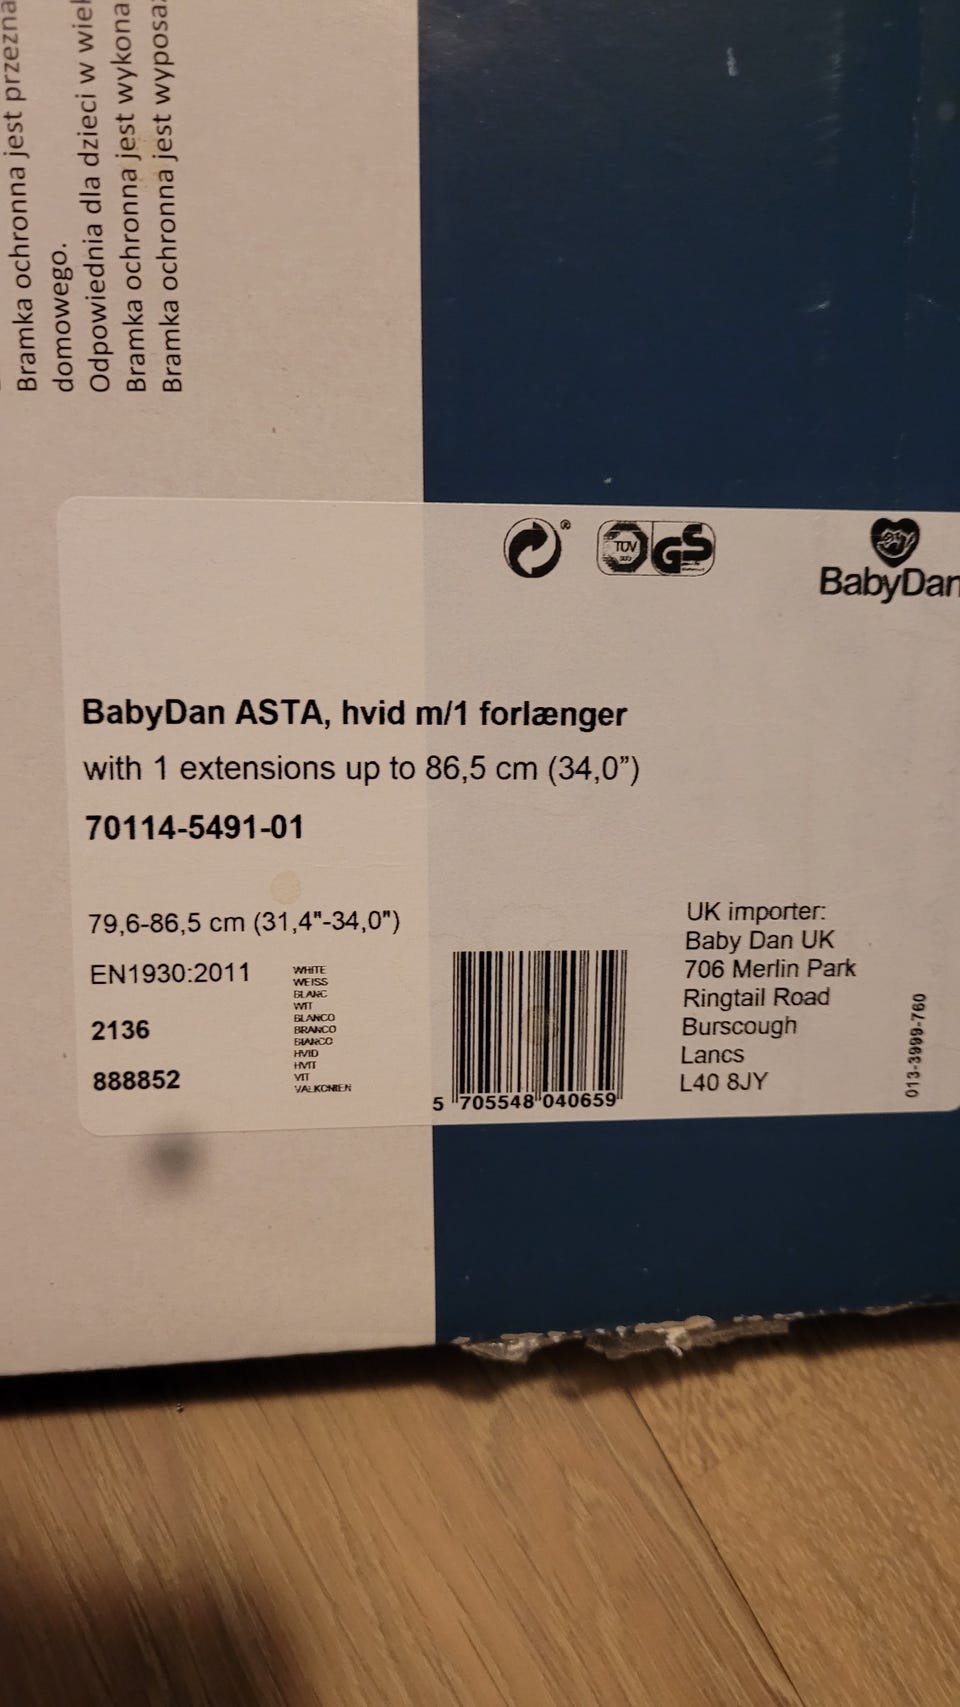 Bramka ochronna jest przezna
domowego.
Odpowiednia dla dzieci w wiek
Bramka ochronna jest wykona
Bramka ochronna jest wyposa
®
TÜV
SÜD
GS
BabyDan
BabyDan ASTA, hvid m/1 forlænger
with 1 extensions up to 86,5 cm (34,0”)
70114-5491-01
79,6-86,5 cm (31,4"-34,0")
EN1930:2011
2136
888852
WHITE
WEISS
BLANC
WIT
BLANCO
BRANCO
BIANCO
HVID
HVIT
VIT
VALKOINEN
5 705548 040659
UK importer:
Baby Dan UK
706 Merlin Park
Ringtail Road
Burscough
Lancs
L40 8JY
013-3999-760